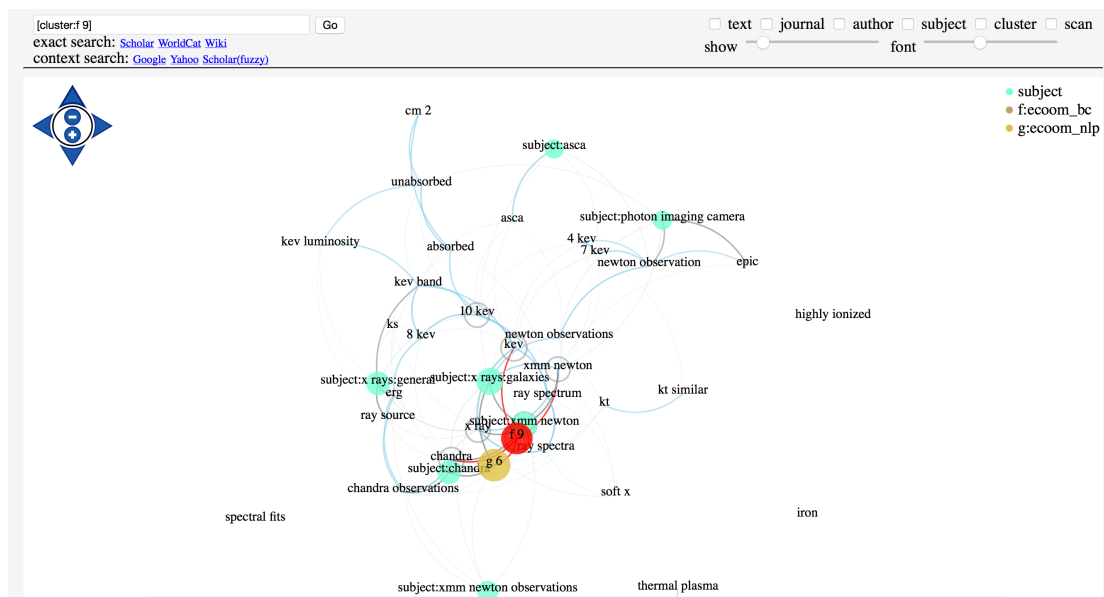 [cluster:f 9] Go
text journal author subject cluster scan
exact search: Scholar WorldCat Wiki
show font
context search: Google Yahoo Scholar(fuzzy)
subject
f:ecoom_bc
g:ecoom_nlp
cm 2
subject:asca
unabsorbed
asca
subject:photon imaging camera
kev luminosity
absorbed
4 kev
7 kev
newton observation
epic
kev band
10 kev
highly ionized
ks
8 kev
newton observations
kev
xmm newton
subject:x rays:general
subject:x rays:galaxies
erg
ray spectrum
kt similar
kt
ray source
subject:xmm newton
x ray
f 9
ray spectra
chandra
g 6
subject:chandra
chandra observations
soft x
spectral fits
iron
subject:xmm newton observations
thermal plasma